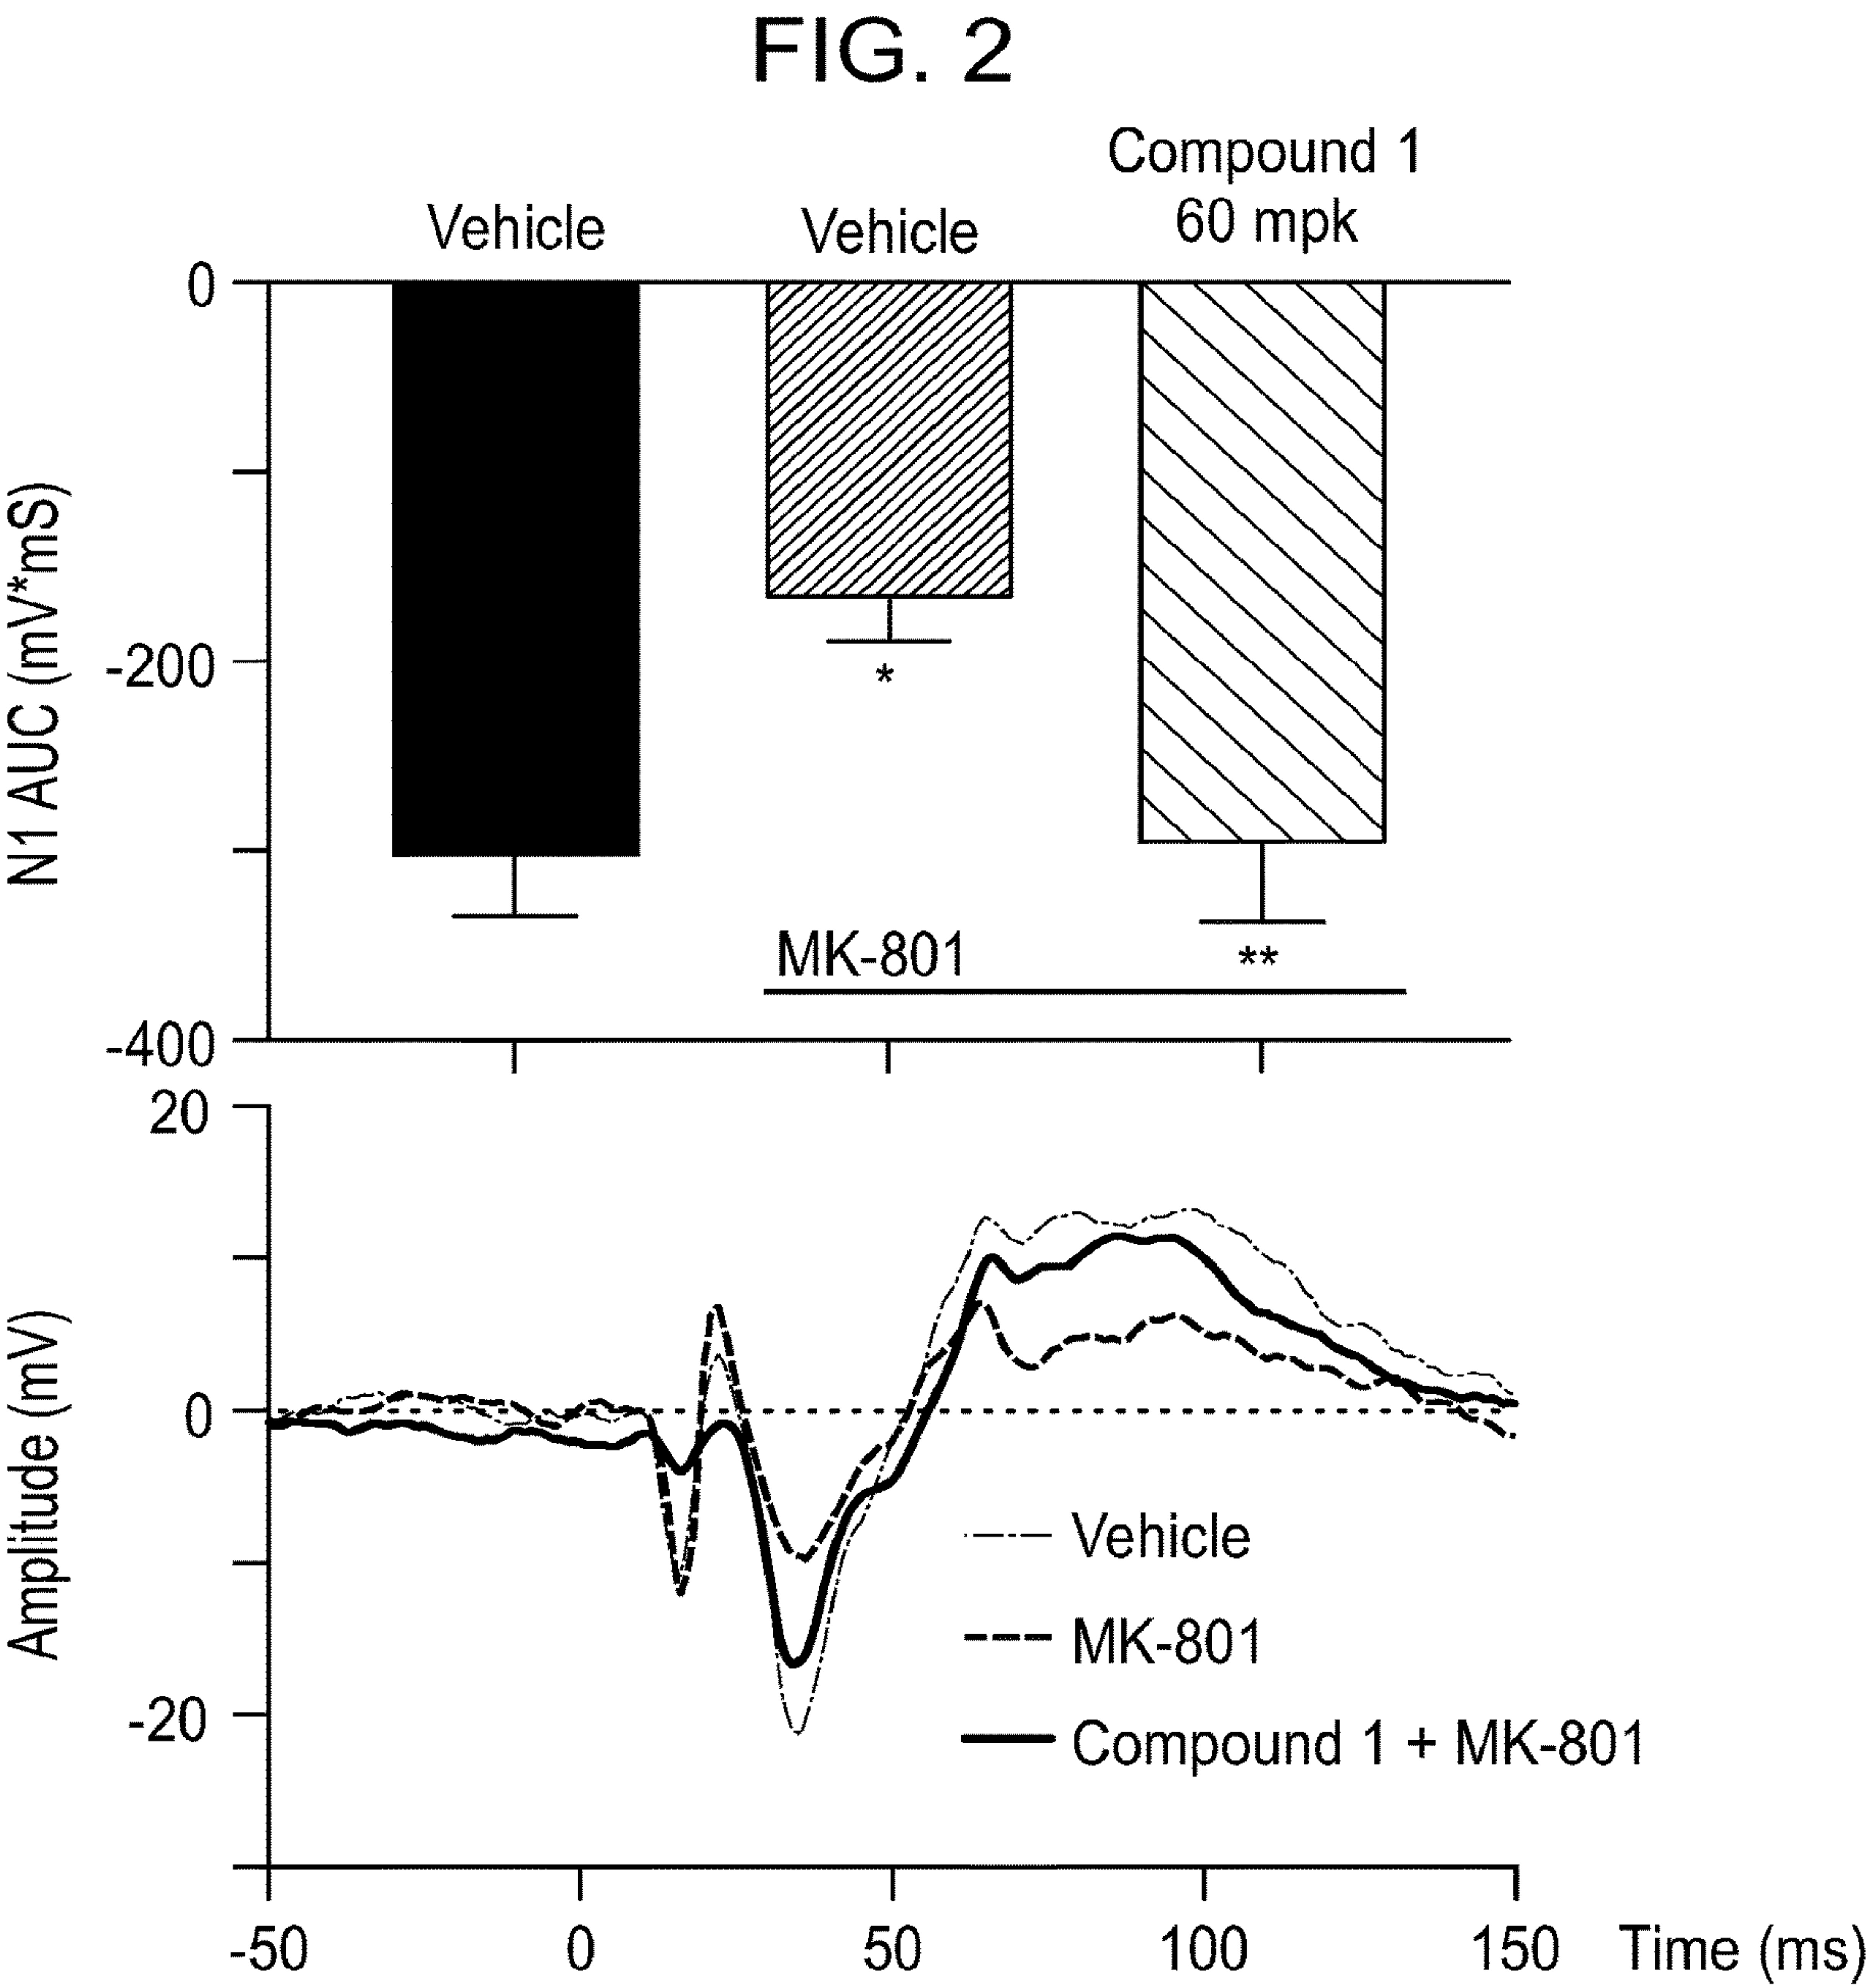 FIG. 2
Compound 1
60 mpk
Vehicle
Vehicle
0
-200
-400
N1 AUC (mV*mS)
*
**
MK-801
20
0
-20
Amplitude (mV)
Vehicle
MK-801
Compound 1 + MK-801
-50 0 50 100 150 Time (ms)